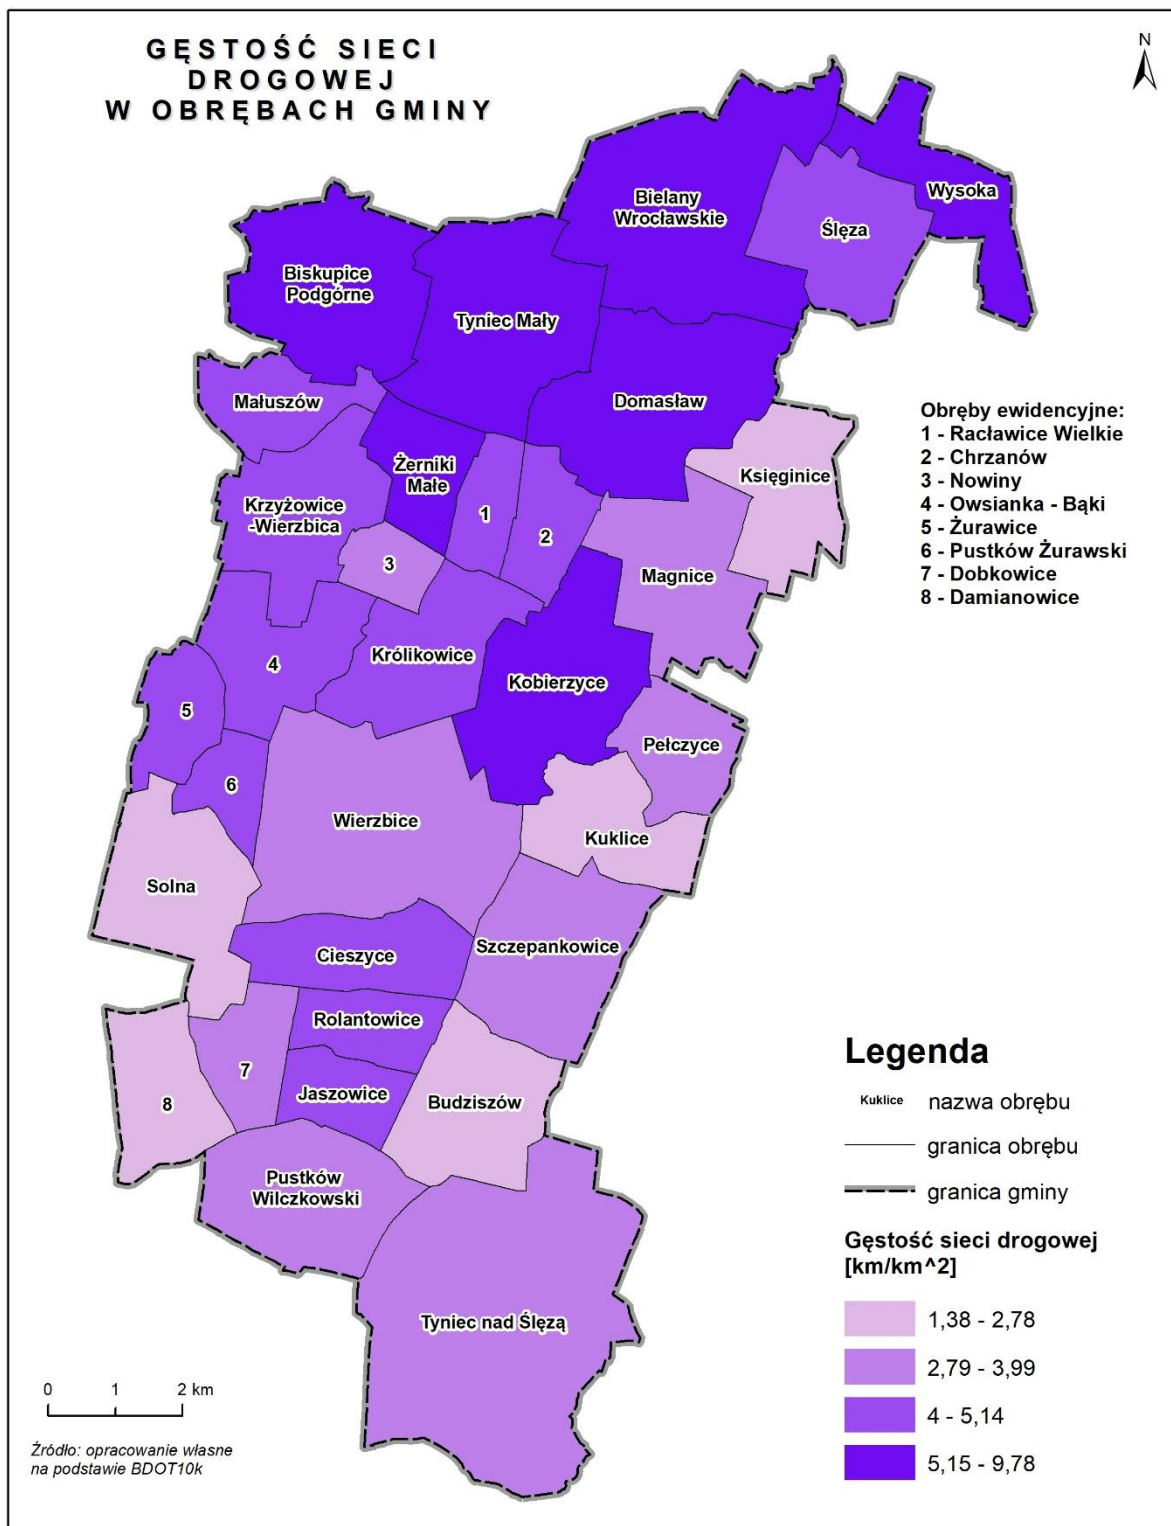 GĘSTOŚĆ SIECI
DROGOWEJ
W OBRĘBACH GMINY
N
Wysoka
Bielany
Wrocławskie
Ślęza
Biskupice
Podgórne
Tyniec Mały
Małuszów
Domasław
Obręby ewidencyjne:
1 - Racławice Wielkie
2 - Chrzanów
3 - Nowiny
4 - Owsianka - Bąki
5 - Żurawice
6 - Pustków Żurawski
7 - Dobkowice
8 - Damianowice
Żerniki
Małe
Księginice
Krzyżowice
-Wierzbica
1
2
3
Magnice
4
Królikowice
Kobierzyce
5
Pełczyce
6
Wierzbice
Kuklice
Solna
Cieszyce
Szczepankowice
Rolantowice
7
Jaszowice
8
Budziszów
Pustków
Wilczkowski
Tyniec nad Ślęzą
Legenda
Kuklice nazwa obrębu
granica obrębu
granica gminy
Gęstość sieci drogowej
[km/km^2]
1,38 - 2,78
2,79 - 3,99
4 - 5,14
5,15 - 9,78
0 1 2 km
Źródło: opracowanie własne
na podstawie BDOT10k